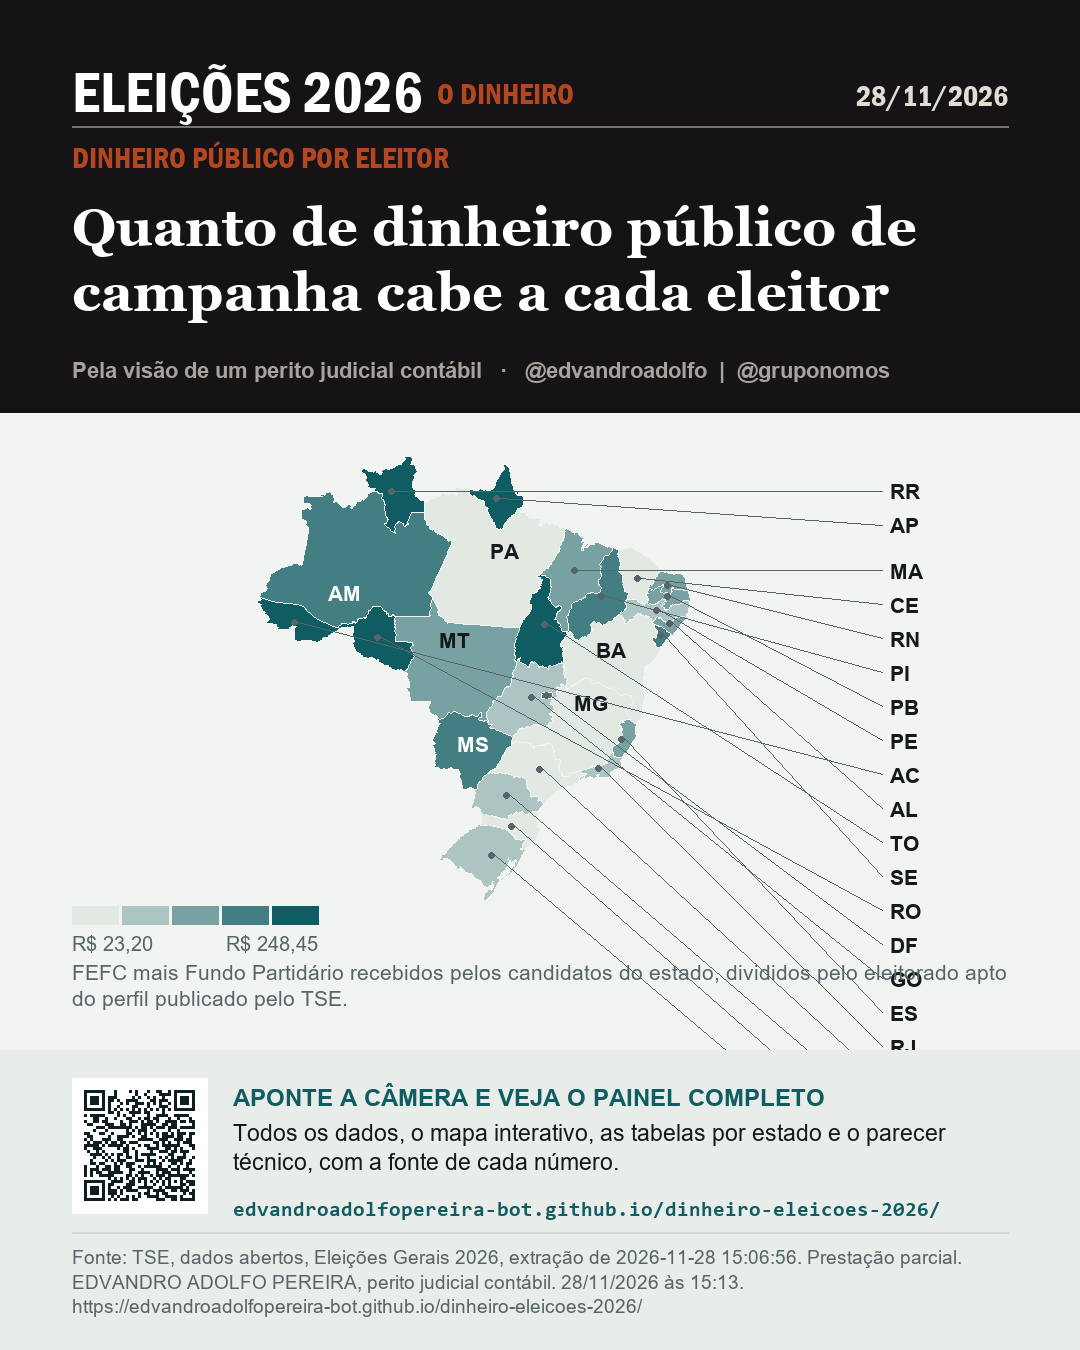 ELEIÇÕES 2026 O DINHEIRO 28/11/2026
DINHEIRO PÚBLICO POR ELEITOR
Quanto de dinheiro público de
campanha cabe a cada eleitor
Pela visão de um perito judicial contábil · @edvandroadolfo | @gruponomos
RR
AP
PA
MA
AM
CE
RN
MT
BA
PI
MG
PB
MS
PE
AC
AL
TO
SE
RO
DF
R$ 23,20 R$ 248,45
FEFC mais Fundo Partidário recebidos pelos candidatos do estado, divididos pelo eleitorado apto
GO
do perfil publicado pelo TSE.
ES
RJ
APONTE A CÂMERA E VEJA O PAINEL COMPLETO
Todos os dados, o mapa interativo, as tabelas por estado e o parecer
técnico, com a fonte de cada número.
edvandroadolfopereira-bot.github.io/dinheiro-eleicoes-2026/
Fonte: TSE, dados abertos, Eleições Gerais 2026, extração de 2026-11-28 15:06:56. Prestação parcial.
EDVANDRO ADOLFO PEREIRA, perito judicial contábil. 28/11/2026 às 15:13.
https://edvandroadolfopereira-bot.github.io/dinheiro-eleicoes-2026/